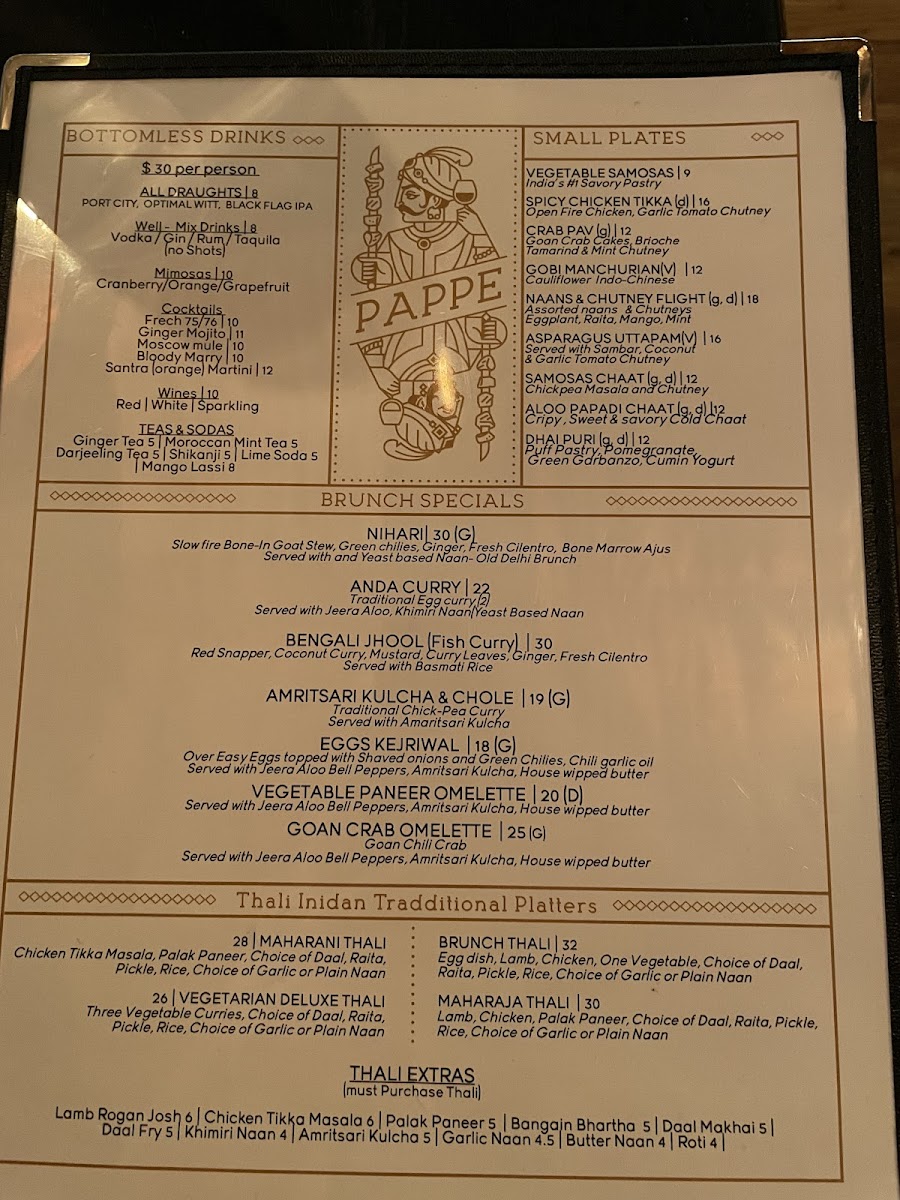 BOTTOMLESS DRINKS
$ 30 per person
ALL DRAUGHTS | 8
PORT CITY, OPTIMAL WITT, BLACK FLAG IPA
Well - Mix Drinks | 8
Vodka / Gin / Rum / Taquila
(no Shots)
Mimosas | 10
Cranberry/Orange/Grapefruit
Cocktails
Frech 75/76 | 10
Ginger Mojito | 11
Moscow mule | 10
Bloody Marry | 10
Santra (orange) Martini | 12
Wines | 10
Red | White | Sparkling
TEAS & SODAS
Ginger Tea 5 | Moroccan Mint Tea 5
Darjeeling Tea 5 | Shikanji 5 | Lime Soda 5
| Mango Lassi 8
PAPPE
SMALL PLATES
VEGETABLE SAMOSAS | 9
India's #1 Savory Pastry
SPICY CHICKEN TIKKA (d) | 16
Open Fire Chicken, Garlic Tomato Chutney
CRAB PAV (g) | 12
Goan Crab Cakes, Brioche
Tamarind & Mint Chutney
GOBI MANCHURIAN(V) | 12
Cauliflower Indo-Chinese
NAANS & CHUTNEY FLIGHT (g, d) | 18
Assorted naans & Chutneys
Eggplant, Raita, Mango, Mint
ASPARAGUS UTTAPAM(V) | 16
Served with Sambar, Coconut
& Garlic Tomato Chutney
SAMOSAS CHAAT (g, d) | 12
Chickpea Masala and Chutney
ALOO PAPADI CHAAT (g, d) |12
Cripy , Sweet & savory Cold Chaat
DHAI PURI (g, d) | 12
Puff Pastry, Pomegranate,
Green Garbanzo, Cumin Yogurt
BRUNCH SPECIALS
NIHARI| 30 (G)
Slow fire Bone-In Goat Stew, Green chilies, Ginger, Fresh Cilentro, Bone Marrow Ajus
Served with and Yeast based Naan- Old Delhi Brunch
ANDA CURRY | 22
Traditional Egg curry (2)
Served with Jeera Aloo, Khimiri Naan(Yeast Based Naan
BENGALI JHOOL (Fish Curry) | 30
Red Snapper, Coconut Curry, Mustard, Curry Leaves, Ginger, Fresh Cilentro
Served with Basmati Rice
AMRITSARI KULCHA & CHOLE | 19 (G)
Traditional Chick-Pea Curry
Served with Amaritsari Kulcha
EGGS KEJRIWAL | 18 (G)
Over Easy Eggs topped with Shaved onions and Green Chilies, Chili garlic oil
Served with Jeera Aloo Bell Peppers, Amritsari Kulcha, House wipped butter
VEGETABLE PANEER OMELETTE | 20 (D)
Served with Jeera Aloo Bell Peppers, Amritsari Kulcha, House wipped butter
GOAN CRAB OMELETTE | 25 (G)
Goan Chili Crab
Served with Jeera Aloo Bell Peppers, Amritsari Kulcha, House wipped butter
Thali Inidan Tradditional Platters
28 | MAHARANI THALI
Chicken Tikka Masala, Palak Paneer, Choice of Daal, Raita,
Pickle, Rice, Choice of Garlic or Plain Naan
26 | VEGETARIAN DELUXE THALI
Three Vegetable Curries, Choice of Daal, Raita,
Pickle, Rice, Choice of Garlic or Plain Naan
BRUNCH THALI | 32
Egg dish, Lamb, Chicken, One Vegetable, Choice of Daal,
Raita, Pickle, Rice, Choice of Garlic or Plain Naan
MAHARAJA THALI | 30
Lamb, Chicken, Palak Paneer, Choice of Daal, Raita, Pickle,
Rice, Choice of Garlic or Plain Naan
THALI EXTRAS
(must Purchase Thali)
Lamb Rogan Josh 6 | Chicken Tikka Masala 6 | Palak Paneer 5 | Bangajn Bhartha 5 | Daal Makhai 5 |
Daal Fry 5 | Khimiri Naan 4 | Amritsari Kulcha 5 | Garlic Naan 4.5 | Butter Naan 4 | Roti 4 |